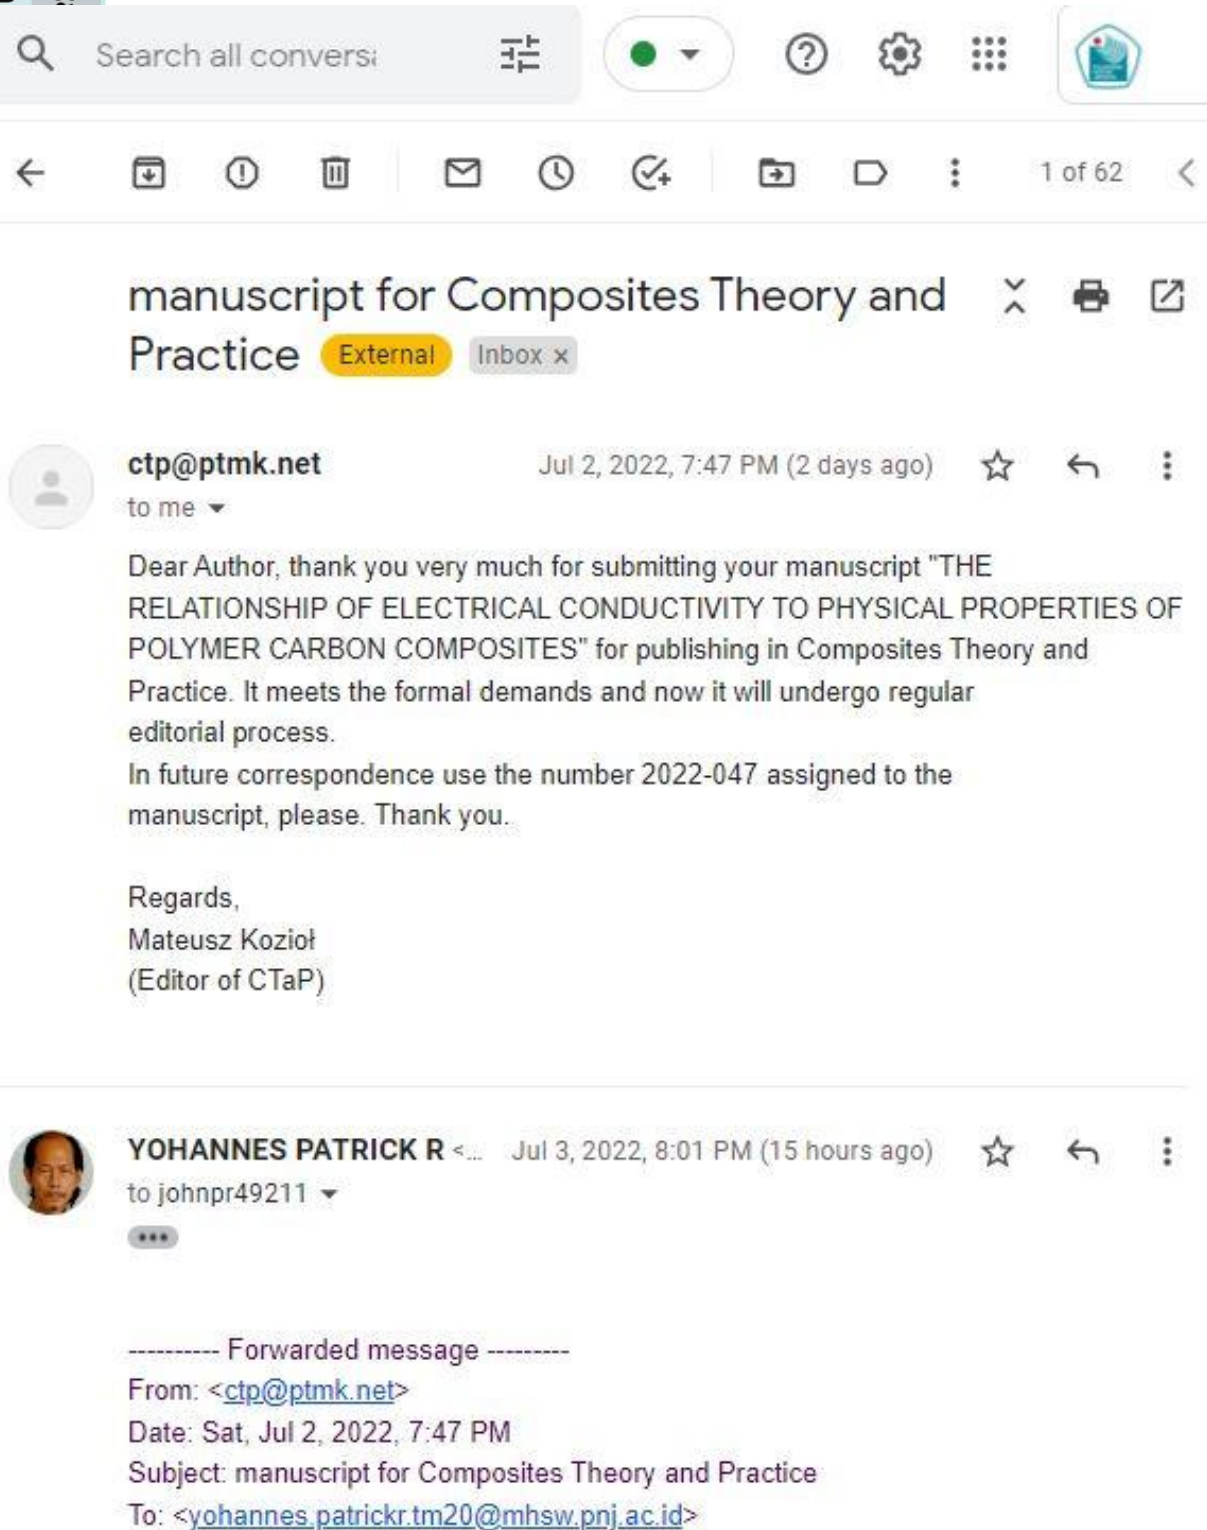 Search all conversa
1 of 62
manuscript for Composites Theory and
Practice External Inbox ×
ctp@ptmk.net Jul 2, 2022, 7:47 PM (2 days ago)
to me
Dear Author, thank you very much for submitting your manuscript "THE
RELATIONSHIP OF ELECTRICAL CONDUCTIVITY TO PHYSICAL PROPERTIES OF
POLYMER CARBON COMPOSITES" for publishing in Composites Theory and
Practice. It meets the formal demands and now it will undergo regular
editorial process.
In future correspondence use the number 2022-047 assigned to the
manuscript, please. Thank you.
Regards,
Mateusz Kozioł
(Editor of CTaP)
YOHANNES PATRICK R <... Jul 3, 2022, 8:01 PM (15 hours ago)
to johnpr49211
---------- Forwarded message ---------
From: <ctp@ptmk.net>
Date: Sat, Jul 2, 2022, 7:47 PM
Subject: manuscript for Composites Theory and Practice
To: <yohannes.patrickr.tm20@mhsw.pnj.ac.id>